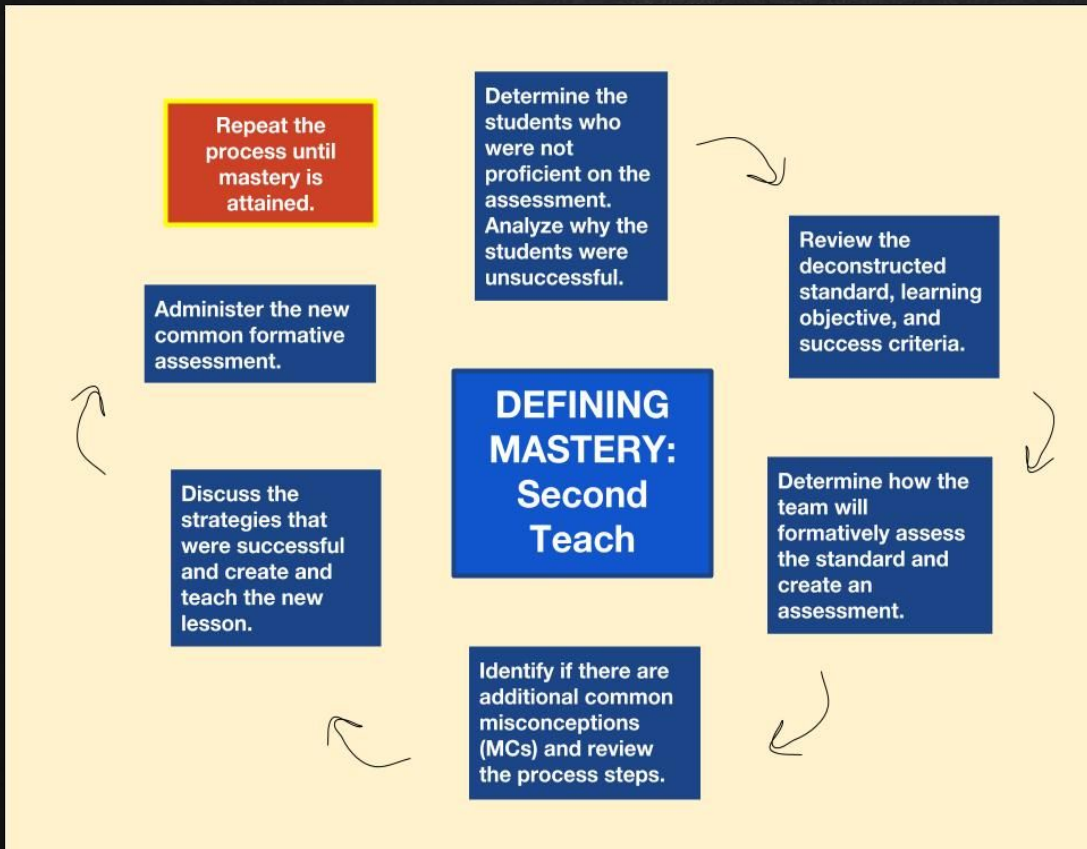 DEFINING
MASTERY:
Second
Teach
Determine the
students who
were not
proficient on the
assessment.
Analyze why the
students were
unsuccessful.
Review the
deconstructed
standard, learning
objective, and
success criteria.
Determine how the
team will
formatively assess
the standard and
create an
assessment.
Identify if there are
additional common
misconceptions
(MCs) and review
the process steps.
Discuss the
strategies that
were successful
and create and
teach the new
lesson.
Administer the new
common formative
assessment.
Repeat the
process until
mastery is
attained.